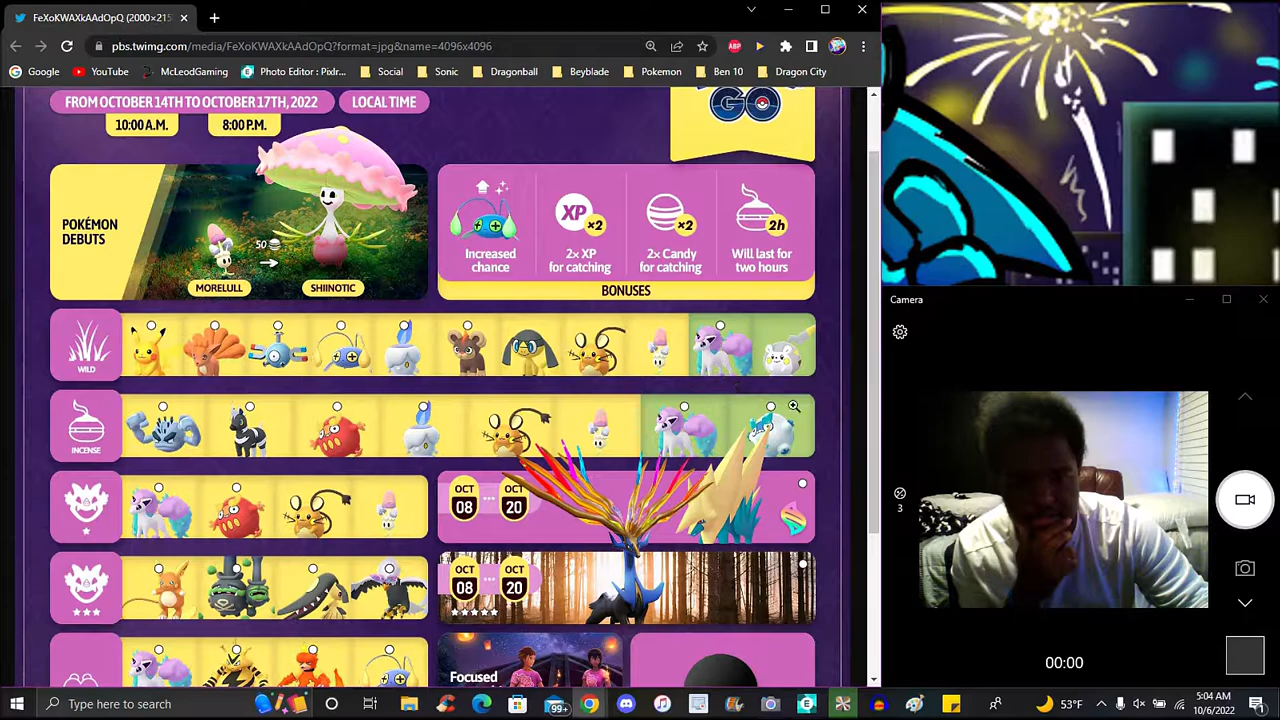 FeXoKWAXkAAdOpQ (2000×215
pbs.twimg.com/media/FeXoKWAXkAAdOpQ?format=jpg&name=4096x4096
ABP
Google
YouTube
McLeodGaming
Photo Editor : Pixlr...
Social
Sonic
Dragonball
Beyblade
Pokemon
Ben 10
Dragon City
FROM OCTOBER 14TH TO OCTOBER 17TH, 2022
LOCAL TIME
10:00 A.M.
8:00 P.M.
GO
POKÉMON
DEBUTS
50
MORELULL
SHIINOTIC
XP
×2
×2
2h
Increased
chance
2× XP
for catching
2× Candy
for catching
Will last for
two hours
BONUSES
WILD
INCENSE
OCT
08
OCT
20
OCT
08
OCT
20
Focused
Camera
3
00:00
Type here to search
99+
53°F
5:04 AM
10/6/2022